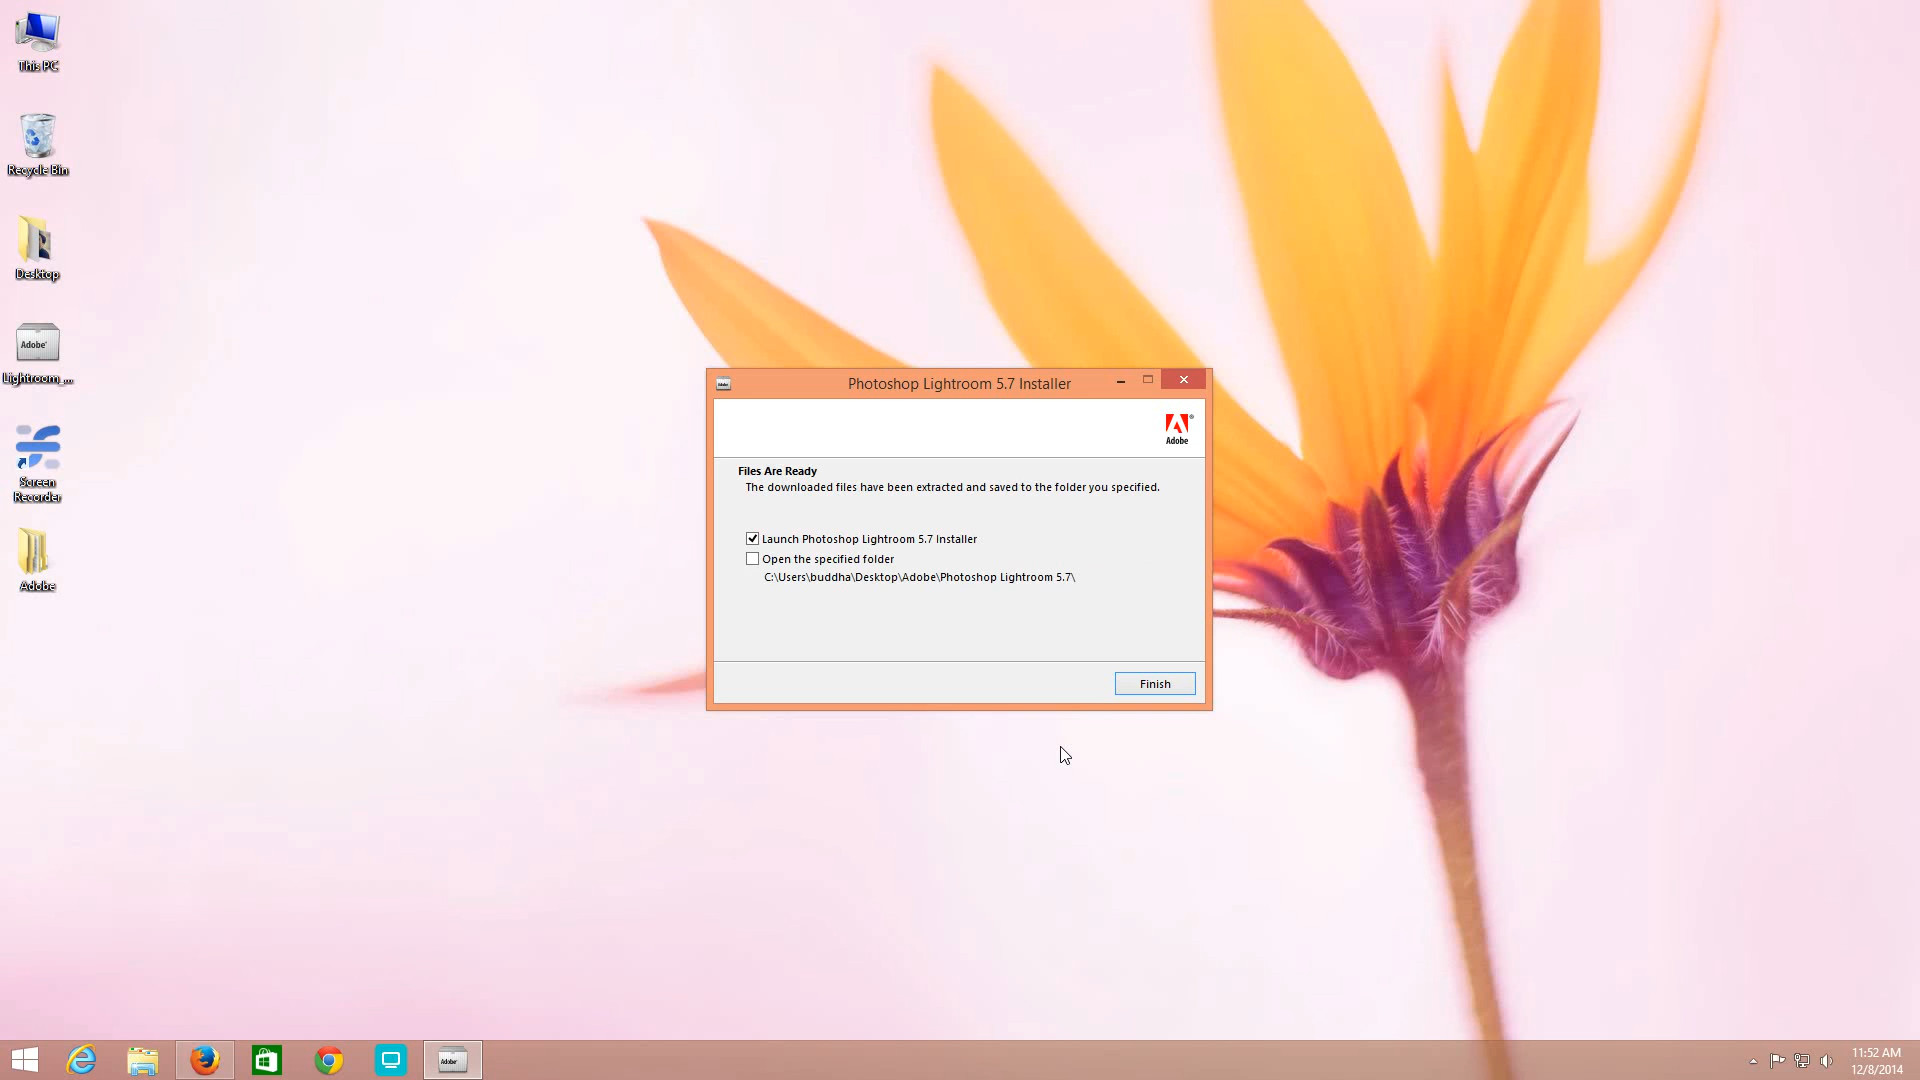 This PC
Recycle Bin
Desktop
Adobe
Lightroom_...
Screen
Recorder
Adobe
Photoshop Lightroom 5.7 Installer
Adobe
Files Are Ready
The downloaded files have been extracted and saved to the folder you specified.
Launch Photoshop Lightroom 5.7 Installer
Open the specified folder
C:\Users\buddha\Desktop\Adobe\Photoshop Lightroom 5.7\
Finish
Adobe
11:52 AM
12/8/2014